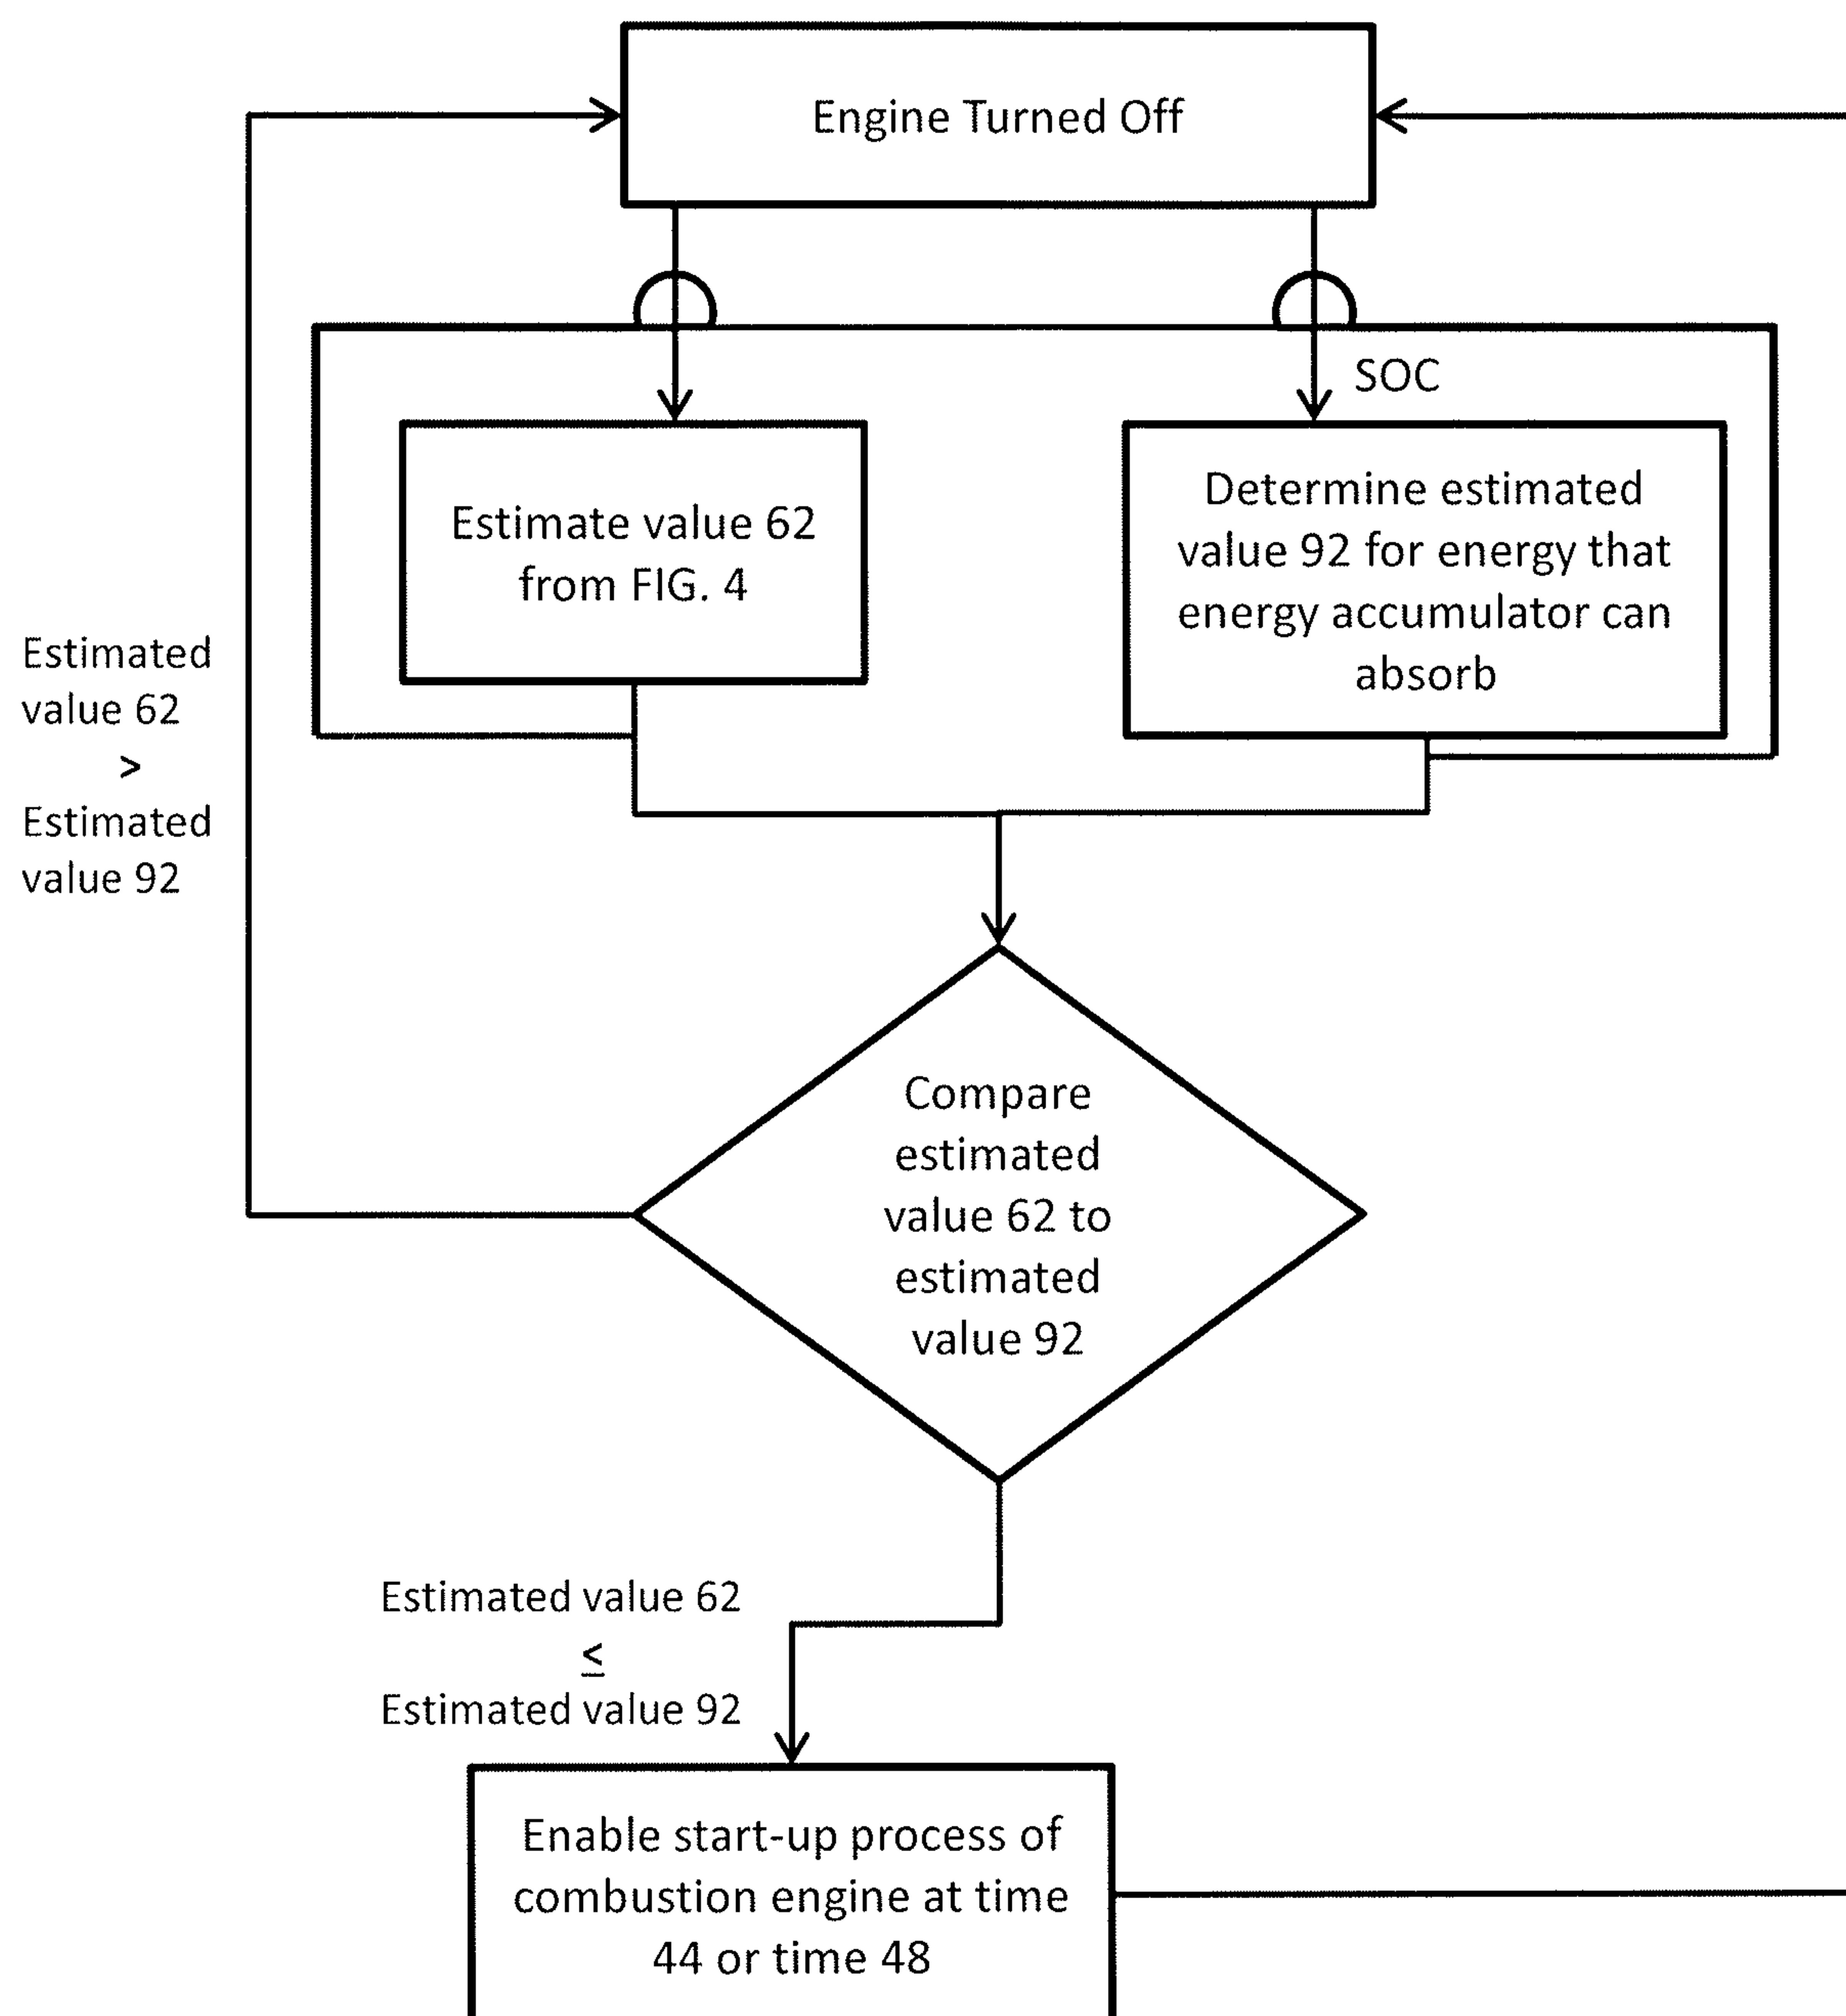 Engine Turned Off
SOC
Estimate value 62
from FIG. 4
Determine estimated
value 92 for energy that
energy accumulator can
absorb
Estimated
value 62
>
Estimated
value 92
Compare
estimated
value 62 to
estimated
value 92
Estimated value 62
≤
Estimated value 92
Enable start-up process of
combustion engine at time
44 or time 48